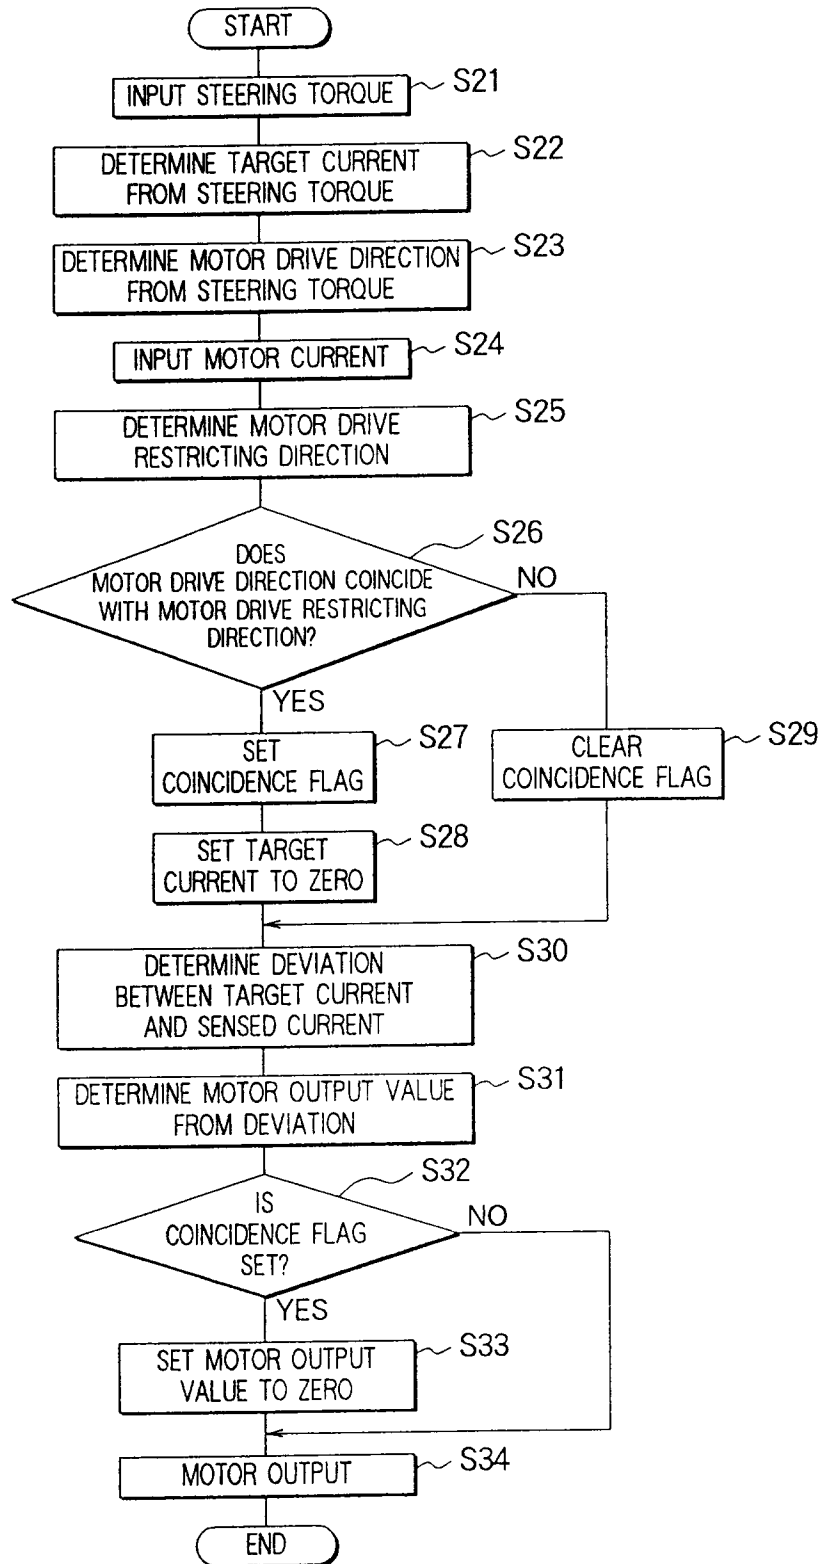 START
INPUT STEERING TORQUE
S21
DETERMINE TARGET CURRENT
FROM STEERING TORQUE
S22
DETERMINE MOTOR DRIVE DIRECTION
FROM STEERING TORQUE
S23
INPUT MOTOR CURRENT
S24
DETERMINE MOTOR DRIVE
RESTRICTING DIRECTION
S25
DOES
MOTOR DRIVE DIRECTION COINCIDE
WITH MOTOR DRIVE RESTRICTING
DIRECTION?
S26
NO
YES
SET
COINCIDENCE FLAG
S27
CLEAR
COINCIDENCE FLAG
S29
SET TARGET
CURRENT TO ZERO
S28
DETERMINE DEVIATION
BETWEEN TARGET CURRENT
AND SENSED CURRENT
S30
DETERMINE MOTOR OUTPUT VALUE
FROM DEVIATION
S31
IS
COINCIDENCE FLAG
SET?
S32
NO
YES
SET MOTOR OUTPUT
VALUE TO ZERO
S33
MOTOR OUTPUT
S34
END